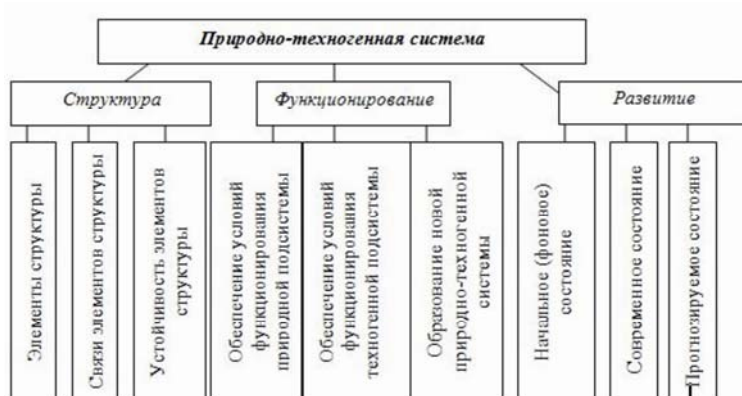 Природно-техногенная система
Структура
Функционирование
Развитие
Элементы структуры
Связи элементов структуры
Устойчивость элементов
структуры
Обеспечение условий
функционирования
природной подсистемы
Обеспечение условий
функционирования
техногенной подсистемы
Образование новой
природно-техногенной
системы
Начальное (фоновое)
состояние
Современное состояние
Прогнозируемое состояние